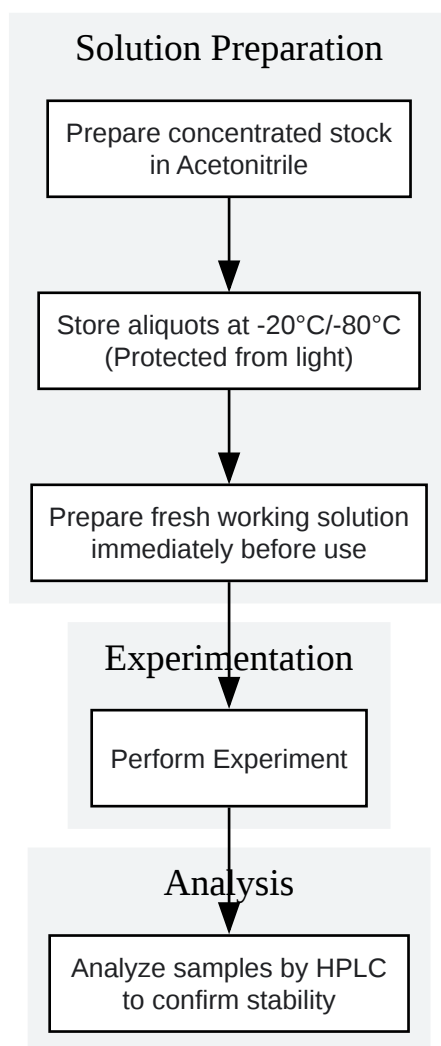 Solution Preparation
Prepare concentrated stock
in Acetonitrile
Store aliquots at -20°C/-80°C
(Protected from light)
Prepare fresh working solution
immediately before use
Experimentation
Perform Experiment
Analysis
Analyze samples by HPLC
to confirm stability